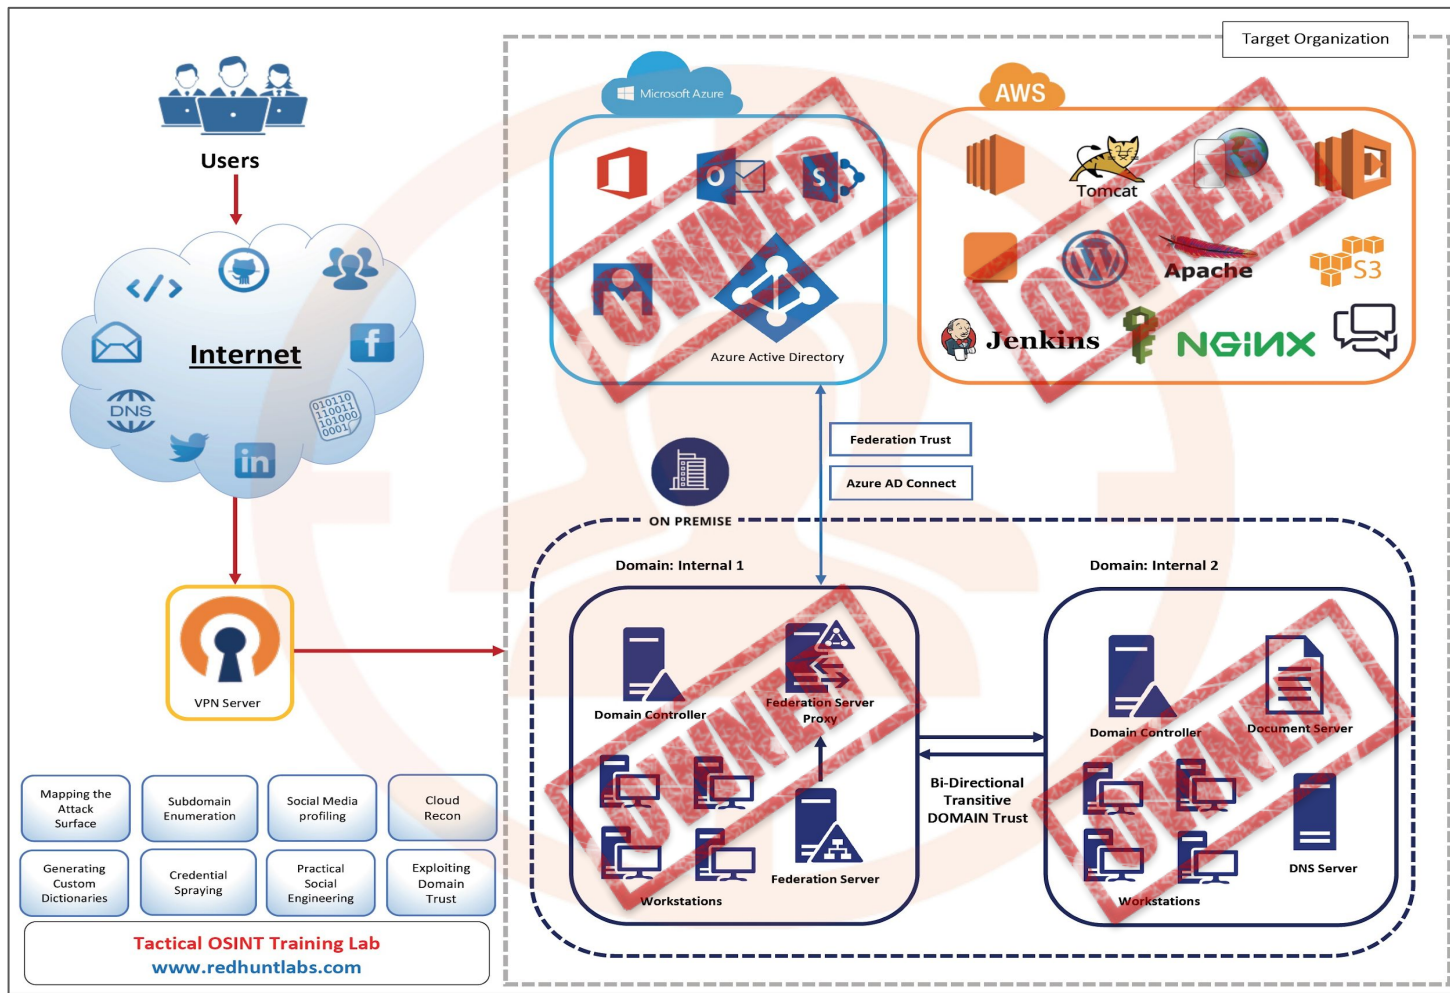 Target Organization
Users
</>
Internet
DNS
010110
110011
101000
0001
f
in
VPN Server
Microsoft Azure
O
S
Azure Active Directory
OWNED
AWS
Tomcat
W
Apache
S3
Jenkins
NGiNX
OWNED
Federation Trust
Azure AD Connect
ON PREMISE
Domain: Internal 1
Domain Controller
Federation Server
Proxy
Workstations
Federation Server
OWNED
Bi-Directional
Transitive
DOMAIN Trust
Domain: Internal 2
Domain Controller
Document Server
Workstations
DNS Server
OWNED
Mapping the
Attack
Surface
Subdomain
Enumeration
Social Media
profiling
Cloud
Recon
Generating
Custom
Dictionaries
Credential
Spraying
Practical
Social
Engineering
Exploiting
Domain
Trust
Tactical OSINT Training Lab
www.redhuntlabs.com